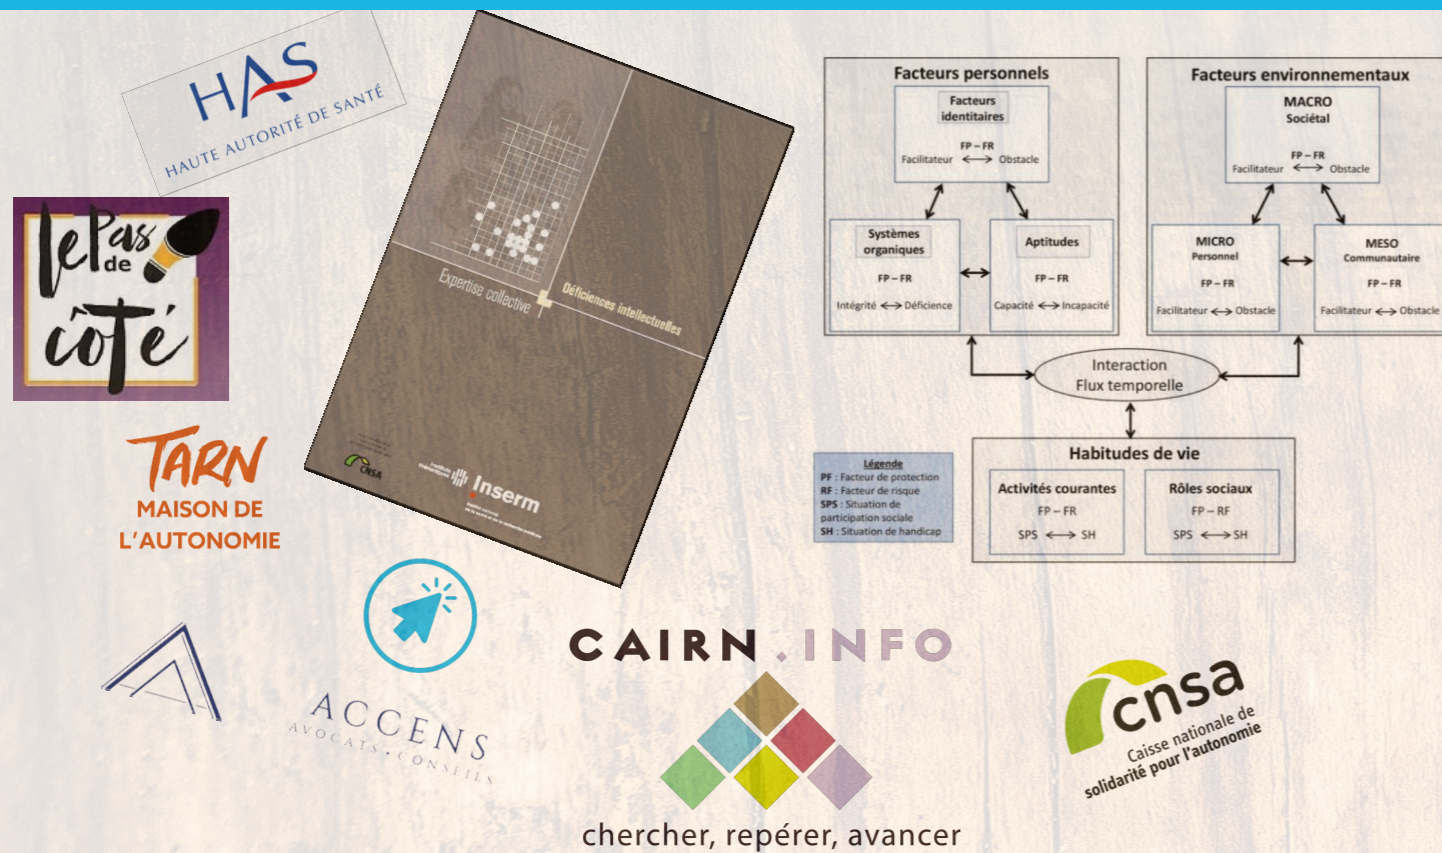 HAS
HAUTE AUTORITÉ DE SANTÉ
le Pas
de
côté
TARN
MAISON DE
L'AUTONOMIE
Expertise collective
Déficiences intellectuelles
CNSA
Inserm
ACCENS
AVOCATS • CONSEILS
CAIRN.INFO
chercher, repérer, avancer
cnsa
Caisse nationale de
solidarité pour l'autonomie
Facteurs personnels
Facteurs
identitaires
FP – FR
Facilitateur ↔ Obstacle
Systèmes
organiques
FP – FR
Intégrité ↔ Déficience
Aptitudes
FP – FR
Capacité ↔ Incapacité
Facteurs environnementaux
MACRO
Sociétal
FP – FR
Facilitateur ↔ Obstacle
MICRO
Personnel
FP – FR
Facilitateur ↔ Obstacle
MESO
Communautaire
FP – FR
Facilitateur ↔ Obstacle
Interaction
Flux temporelle
Habitudes de vie
Activités courantes
FP – FR
SPS ↔ SH
Rôles sociaux
FP – RF
SPS ↔ SH
Légende
PF : Facteur de protection
RF : Facteur de risque
SPS : Situation de
participation sociale
SH : Situation de handicap